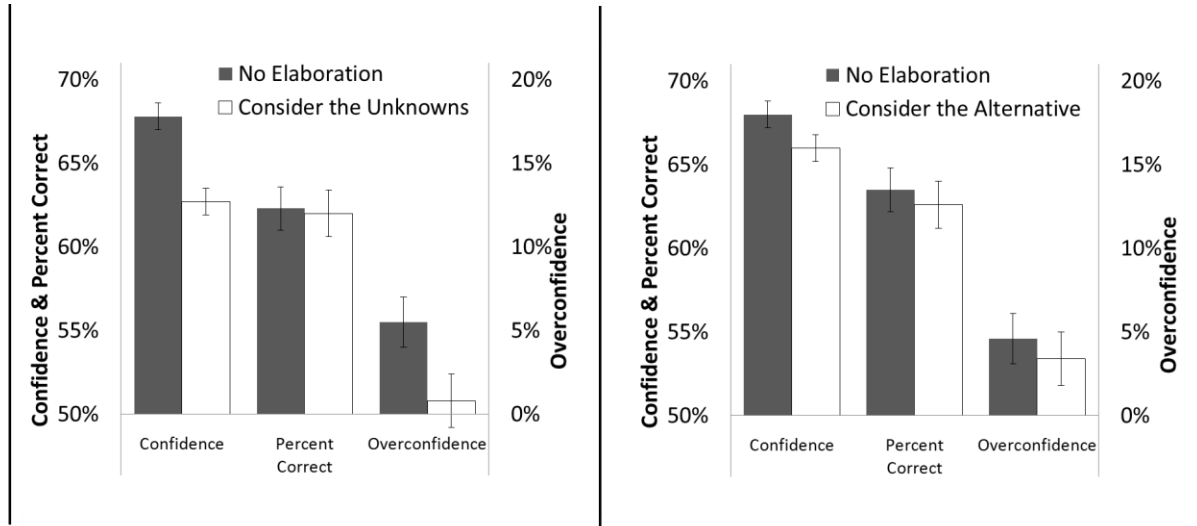 No Elaboration
Consider the Unknowns
70%
65%
60%
55%
50%
Confidence & Percent Correct
20%
15%
10%
5%
0%
Overconfidence
Confidence
Percent
Correct
Overconfidence
No Elaboration
Consider the Alternative
70%
65%
60%
55%
50%
Confidence & Percent Correct
20%
15%
10%
5%
0%
Overconfidence
Confidence
Percent
Correct
Overconfidence